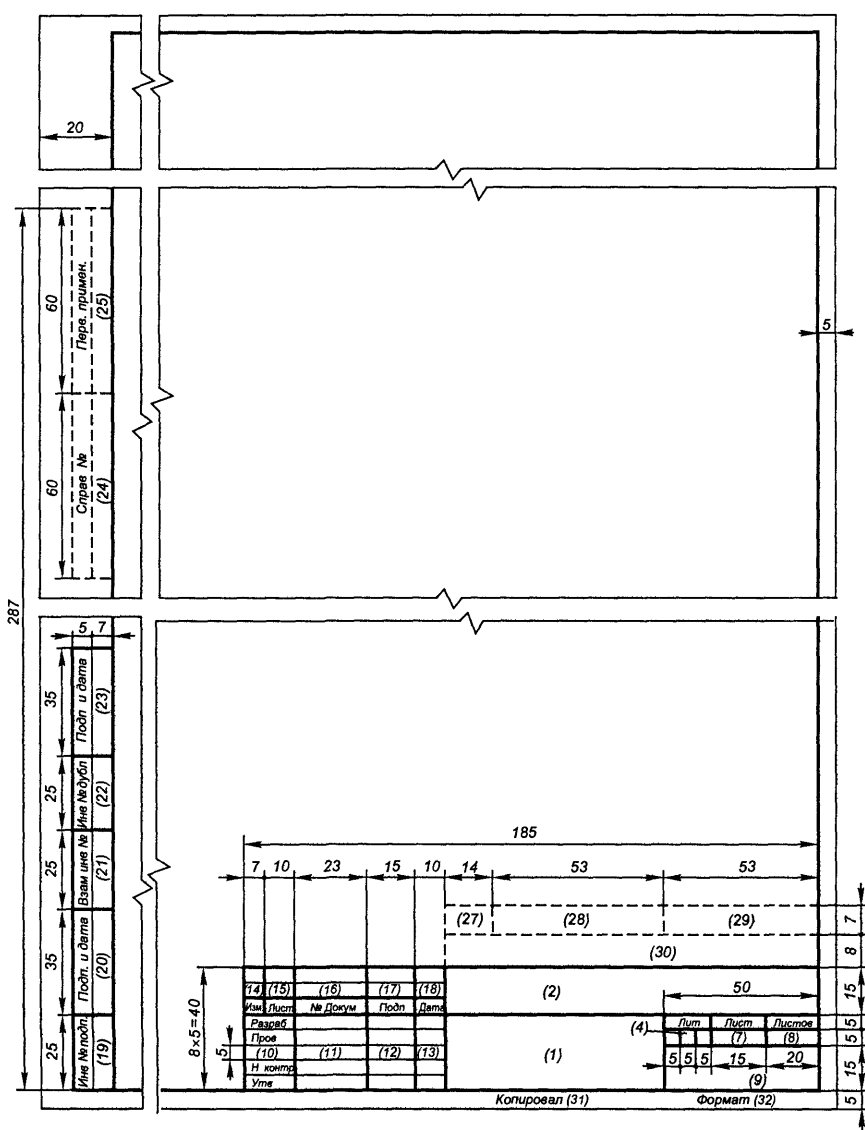 20
287
60
Перв. примен.
(25)
5
60
Справ №
(24)
5 7
35
Подп и дата
(23)
25
Инв № дубл
(22)
25
Взам инв №
(21)
35
Подп. и дата
(20)
25
Инв № подп.
(19)
185
7 10 23 15 10 14 53 53
(27) (28) (29) 7
(30) 8
8×5=40
(14) (15) (16) (17) (18) (2) 50 15
Изм Лист № Докум Подп Дата
Разраб (4) Лит Лист Листов 5
Пров (7) (8) 5
5 (10) (11) (12) (13) (1) 5 5 5 15 20
Н контр (9) 15
Утв
Копировал (31) Формат (32) 5